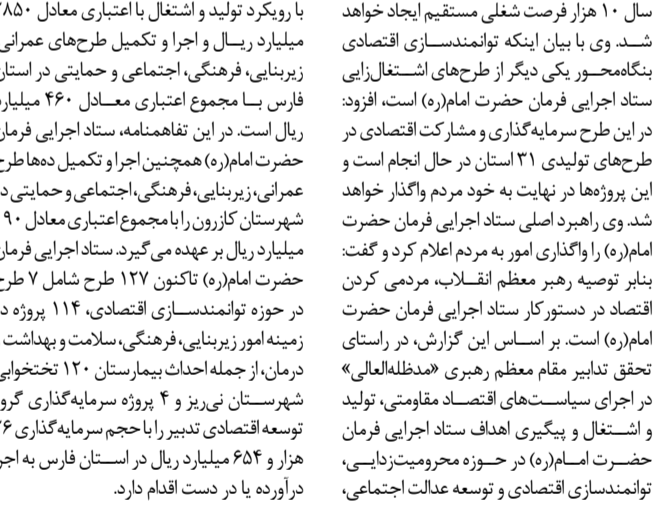 سال ۱۰ هزار فرصت شغلی مستقیم ایجاد خواهد
شد. وی با بیان اینکه توانمندسازی اقتصادی
بنگاه‌محور یکی دیگر از طرح‌های اشتغال‌زایی
ستاد اجرایی فرمان حضرت امام(ره) است، افزود:
در این طرح سرمایه‌گذاری و مشارکت اقتصادی در
طرح‌های تولیدی ۳۱ استان در حال انجام است و
این پروژه‌ها در نهایت به خود مردم واگذار خواهد
شد. وی راهبرد اصلی ستاد اجرایی فرمان حضرت
امام(ره) را واگذاری امور به مردم اعلام کرد و گفت:
بنابر توصیه رهبر معظم انقلاب، مردمی کردن
اقتصاد در دستورکار ستاد اجرایی فرمان حضرت
امام(ره) است. بر اساس این گزارش، در راستای
تحقق تدابیر مقام معظم رهبری «مدظله‌العالی»
در اجرای سیاست‌های اقتصاد مقاومتی، تولید
و اشتغال و پیگیری اهداف ستاد اجرایی فرمان
حضرت امام(ره) در حوزه محرومیت‌زدایی،
توانمندسازی اقتصادی و توسعه عدالت اجتماعی،
با رویکرد تولید و اشتغال با اعتباری معادل ۲۸۵۰
میلیارد ریال و اجرا و تکمیل طرح‌های عمرانی
زیربنایی، فرهنگی، اجتماعی و حمایتی در استان
فارس با مجموع اعتباری معادل ۴۶۰ میلیارد
ریال است. در این تفاهمنامه، ستاد اجرایی فرمان
حضرت امام(ره) همچنین اجرا و تکمیل ده‌ها طرح
عمرانی، زیربنایی، فرهنگی، اجتماعی و حمایتی در
شهرستان کازرون را با مجموع اعتباری معادل ۹۰
میلیارد ریال بر عهده می‌گیرد. ستاد اجرایی فرمان
حضرت امام(ره) تاکنون ۱۲۷ طرح شامل ۷ طرح
در حوزه توانمندسازی اقتصادی، ۱۱۴ پروژه در
زمینه امور زیربنایی، فرهنگی، سلامت و بهداشت
درمان، از جمله احداث بیمارستان ۱۲۰ تختخوابی
شهرستان نی‌ریز و ۴ پروژه سرمایه‌گذاری گروه
توسعه اقتصادی تدبیر را با حجم سرمایه‌گذاری
هزار و ۶۵۴ میلیارد ریال در استان فارس به اجرا
درآورده یا در دست اقدام دارد.